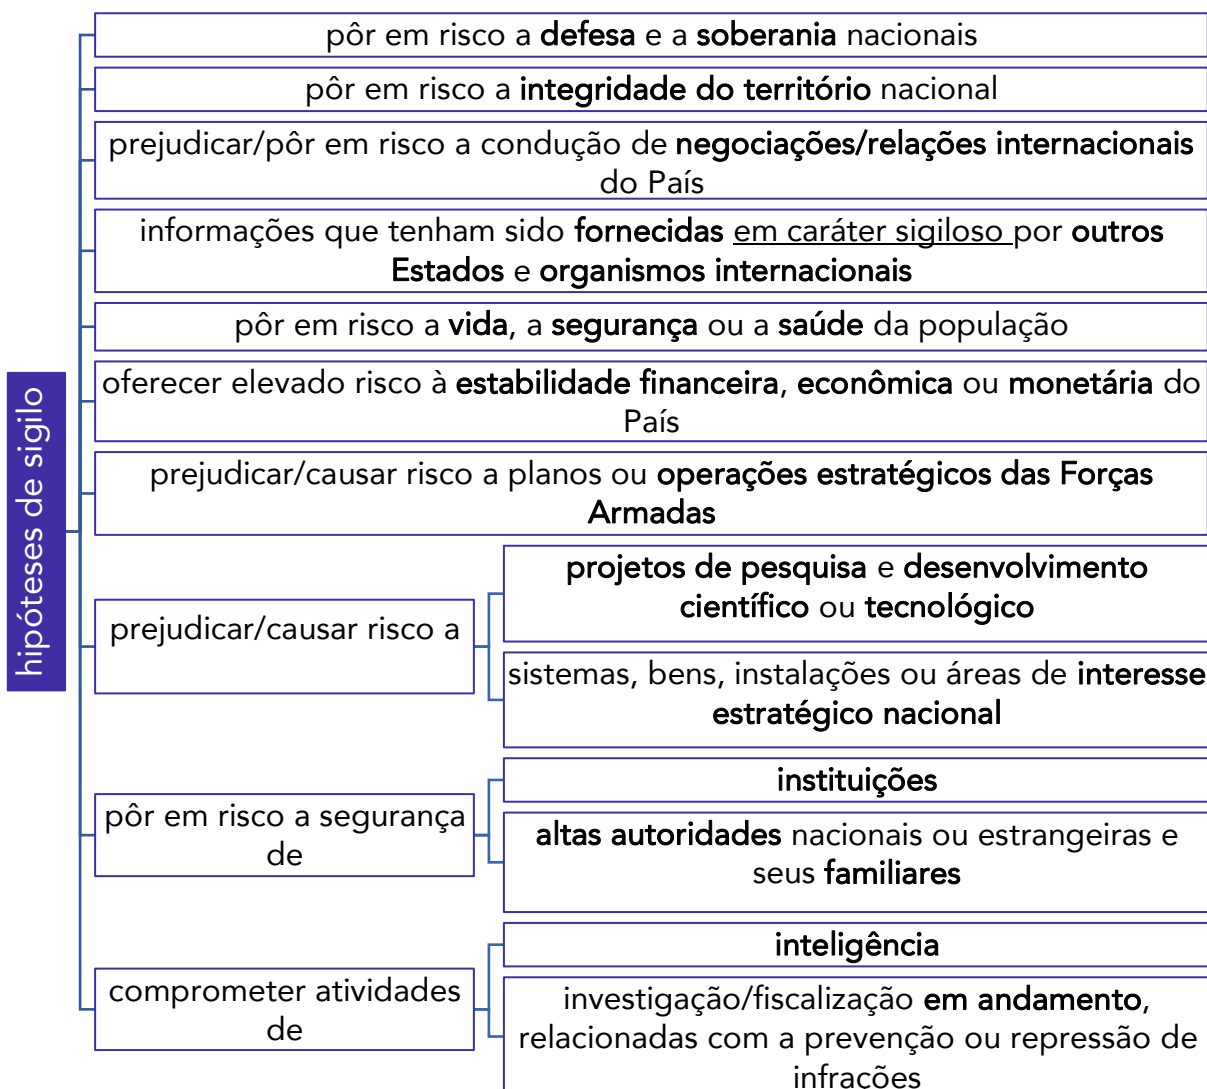 hipóteses de sigilo
pôr em risco a defesa e a soberania nacionais
pôr em risco a integridade do território nacional
prejudicar/pôr em risco a condução de negociações/relações internacionais
do País
informações que tenham sido fornecidas em caráter sigiloso por outros
Estados e organismos internacionais
pôr em risco a vida, a segurança ou a saúde da população
oferecer elevado risco à estabilidade financeira, econômica ou monetária do
País
prejudicar/causar risco a planos ou operações estratégicos das Forças
Armadas
prejudicar/causar risco a
projetos de pesquisa e desenvolvimento
científico ou tecnológico
sistemas, bens, instalações ou áreas de interesse
estratégico nacional
pôr em risco a segurança
de
instituições
altas autoridades nacionais ou estrangeiras e
seus familiares
comprometer atividades
de
inteligência
investigação/fiscalização em andamento,
relacionadas com a prevenção ou repressão de
infrações